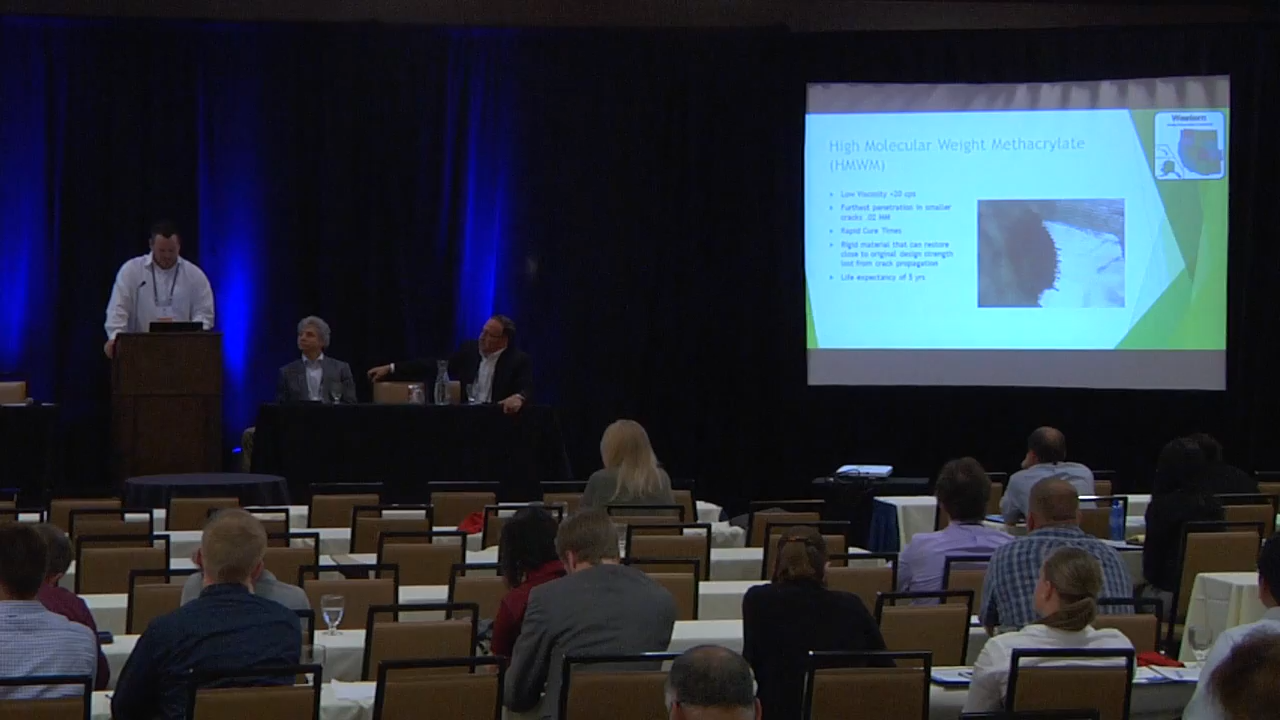 High Molecular Weight Methacrylate
(HMWM)
Western
Low Viscosity <20 cps
Furthest penetration in smaller
cracks .02 MM
Rapid Cure Times
Rigid material that can restore
close to original design strength
lost from crack propagation
Life expectancy of 5 yrs